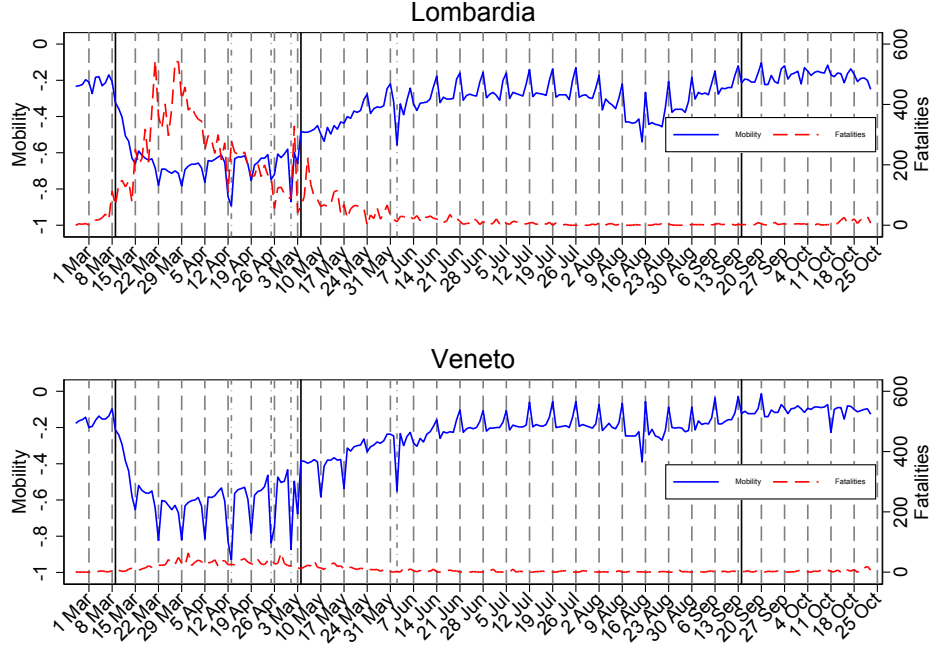 Lombardia
0
-.2
-.4
-.6
-.8
-1
Mobility
600
400
200
0
Fatalities
Mobility
Fatalities
1 Mar
8 Mar
15 Mar
22 Mar
29 Mar
5 Apr
12 Apr
19 Apr
26 Apr
3 May
10 May
17 May
24 May
31 May
7 Jun
14 Jun
21 Jun
28 Jun
5 Jul
12 Jul
19 Jul
26 Jul
2 Aug
9 Aug
16 Aug
23 Aug
30 Aug
6 Sep
13 Sep
20 Sep
27 Sep
4 Oct
11 Oct
18 Oct
25 Oct
Veneto
0
-.2
-.4
-.6
-.8
-1
Mobility
600
400
200
0
Fatalities
Mobility
Fatalities
1 Mar
8 Mar
15 Mar
22 Mar
29 Mar
5 Apr
12 Apr
19 Apr
26 Apr
3 May
10 May
17 May
24 May
31 May
7 Jun
14 Jun
21 Jun
28 Jun
5 Jul
12 Jul
19 Jul
26 Jul
2 Aug
9 Aug
16 Aug
23 Aug
30 Aug
6 Sep
13 Sep
20 Sep
27 Sep
4 Oct
11 Oct
18 Oct
25 Oct